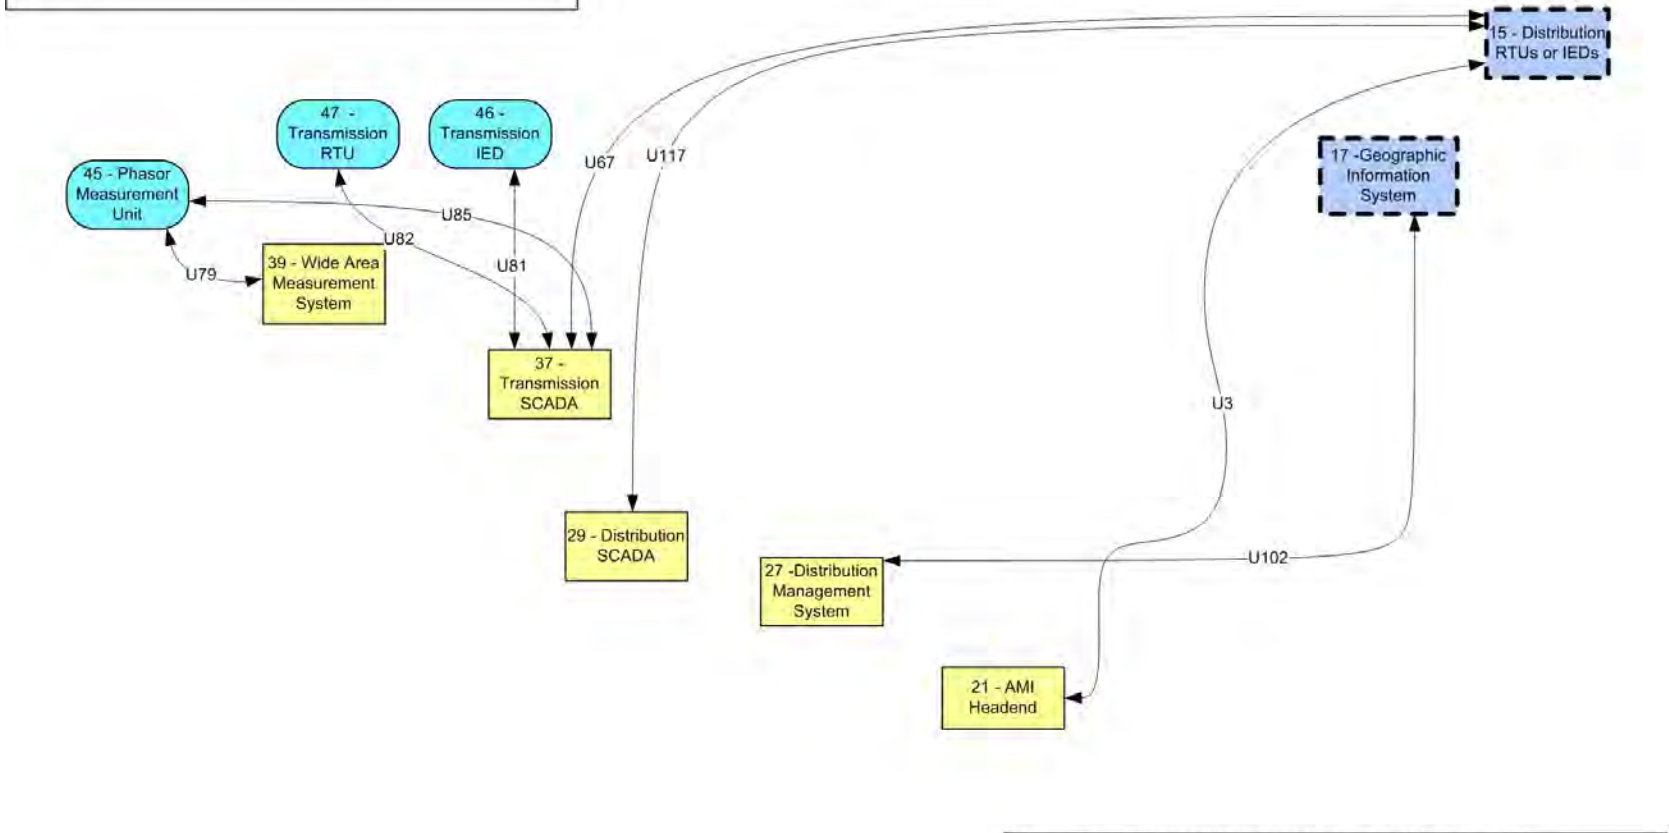 15 - Distribution
RTUs or IEDs
47 -
Transmission
RTU
46 -
Transmission
IED
U67
U117
17 -Geographic
Information
System
45 - Phasor
Measurement
Unit
U85
U82
U79
39 - Wide Area
Measurement
System
U81
37 -
Transmission
SCADA
U3
29 - Distribution
SCADA
27 -Distribution
Management
System
U102
21 - AMI
Headend